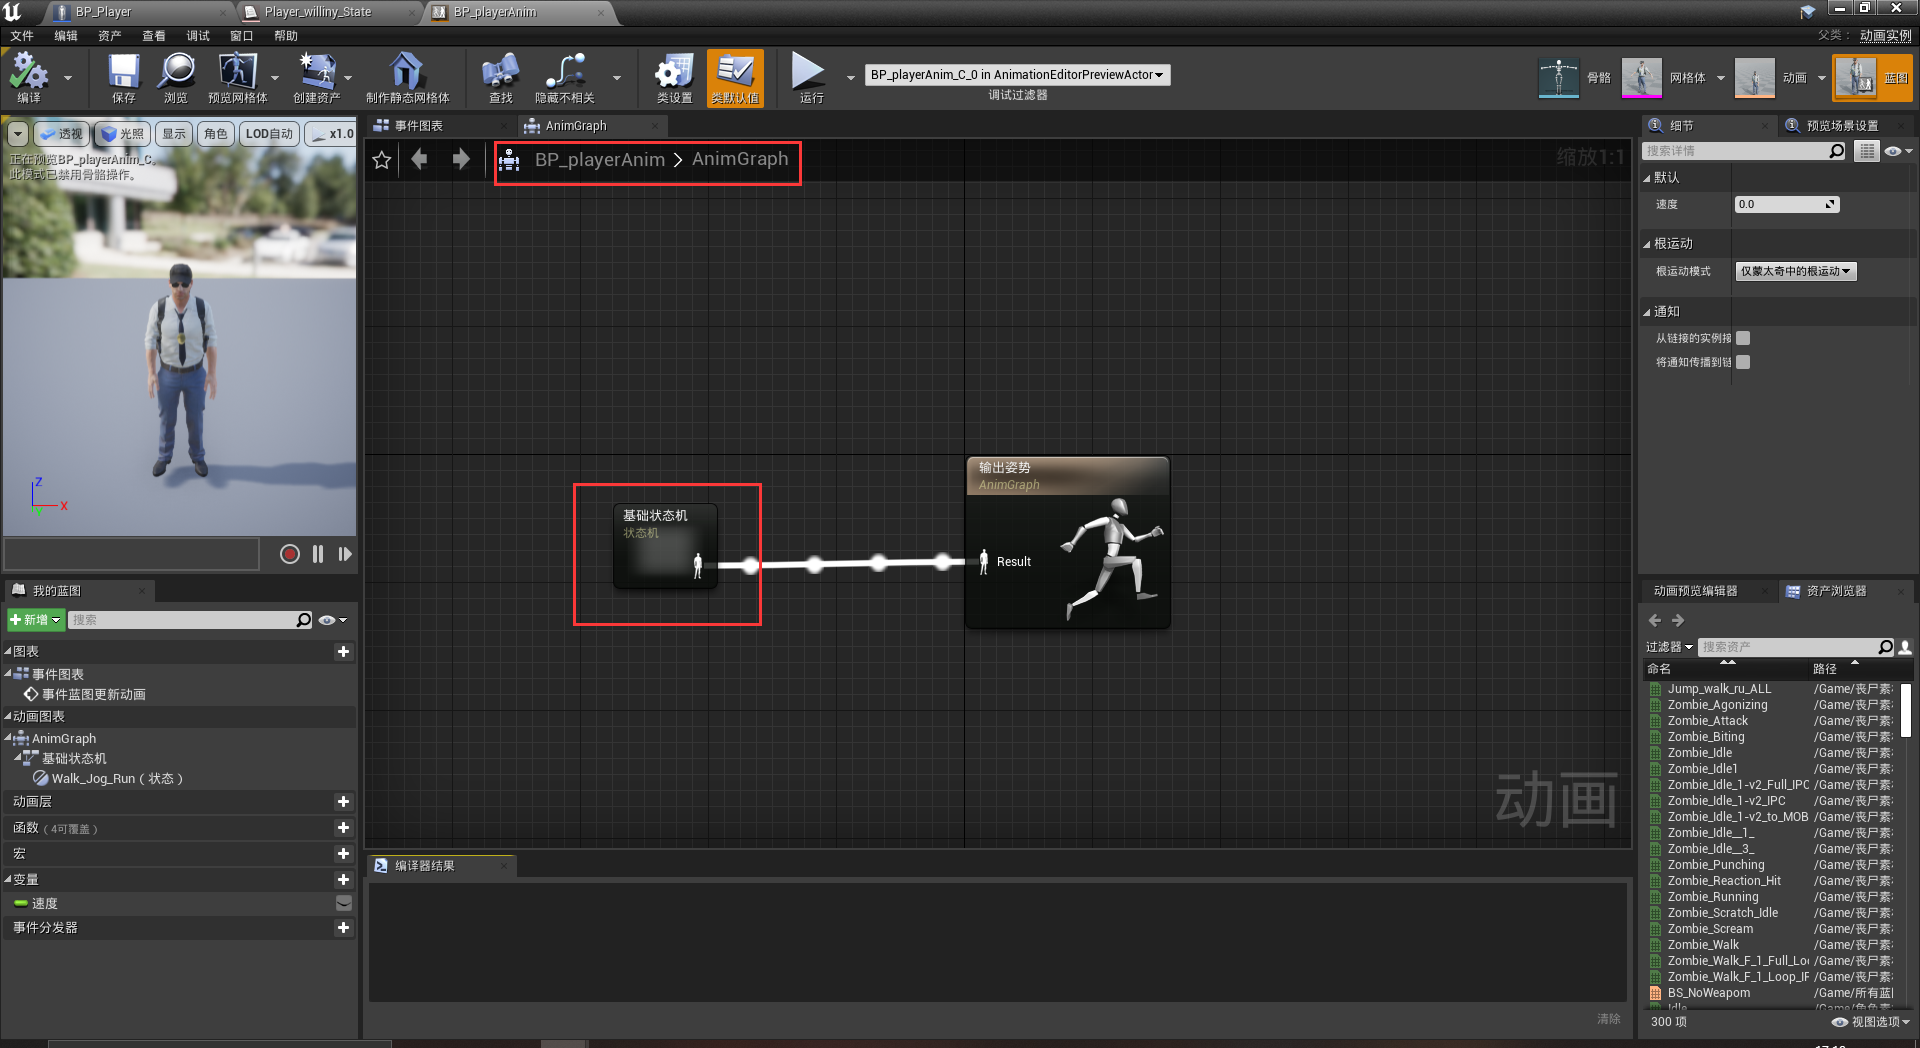 BP_Player
Player_williny_State
BP_playerAnim
文件 编辑 资产 查看 调试 窗口 帮助
父类： 动画实例
编译
保存
浏览
预览网格体
创建资产
制作静态网格体
查找
隐藏不相关
类设置
类默认值
运行
BP_playerAnim_C_0 in AnimationEditorPreviewActor
调试过滤器
骨骼
网格体
动画
蓝图
透视
光照
显示
角色
LOD自动
x1.0
正在预览BP_playerAnim_C。
此模式已禁用骨骼操作。
Z
X
事件图表
AnimGraph
BP_playerAnim > AnimGraph
缩放1:1
基础状态机
状态机
输出姿势
AnimGraph
Result
动画
我的蓝图
新增
搜索
图表
事件图表
事件蓝图更新动画
动画图表
AnimGraph
基础状态机
Walk_Jog_Run（状态）
动画层
函数（4可覆盖）
宏
变量
速度
事件分发器
编译器结果
清除
细节
预览场景设置
搜索详情
默认
速度
0.0
根运动
根运动模式
仅蒙太奇中的根运动
通知
从链接的实例接
将通知传播到链
动画预览编辑器
资产浏览器
过滤器
搜索资产
命名 路径
Jump_walk_ru_ALL /Game/丧尸素
Zombie_Agonizing /Game/丧尸素
Zombie_Attack /Game/丧尸素
Zombie_Biting /Game/丧尸素
Zombie_Idle /Game/丧尸素
Zombie_Idle1 /Game/丧尸素
Zombie_Idle_1-v2_Full_IPC /Game/丧尸素
Zombie_Idle_1-v2_IPC /Game/丧尸素
Zombie_Idle_1-v2_to_MOB /Game/丧尸素
Zombie_Idle__1_ /Game/丧尸素
Zombie_Idle__3_ /Game/丧尸素
Zombie_Punching /Game/丧尸素
Zombie_Reaction_Hit /Game/丧尸素
Zombie_Running /Game/丧尸素
Zombie_Scratch_Idle /Game/丧尸素
Zombie_Scream /Game/丧尸素
Zombie_Walk /Game/丧尸素
Zombie_Walk_F_1_Full_Lo /Game/丧尸素
Zombie_Walk_F_1_Loop_IF /Game/丧尸素
BS_NoWeapom /Game/所有蓝
300 项
视图选项